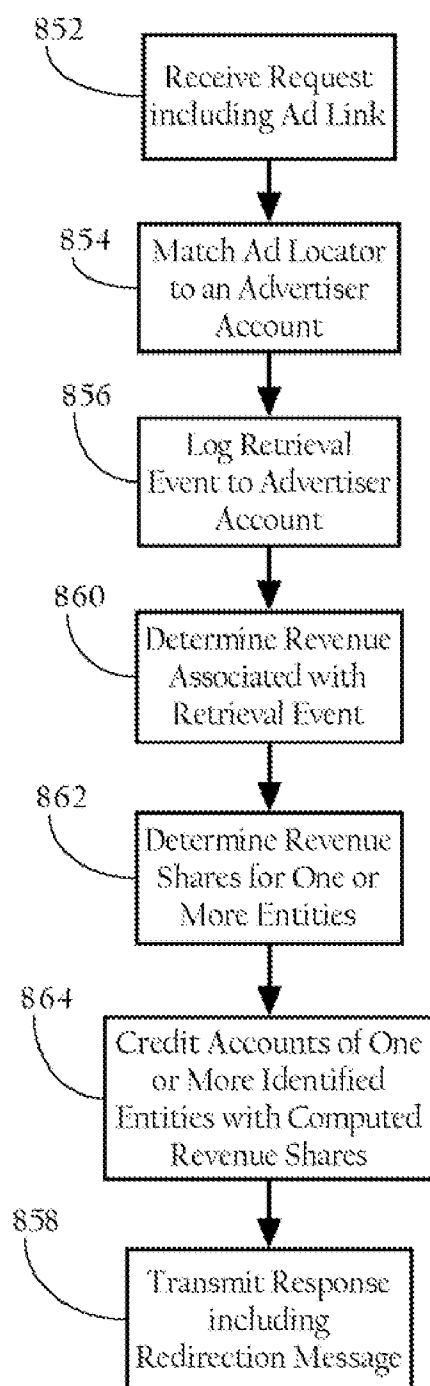 852
Receive Request
including Ad Link
854
Match Ad Locator
to an Advertiser
Account
856
Log Retrieval
Event to Advertiser
Account
860
Determine Revenue
Associated with
Retrieval Event
862
Determine Revenue
Shares for One or
More Entities
864
Credit Accounts of One
or More Identified
Entities with Computed
Revenue Shares
858
Transmit Response
including
Redirection Message